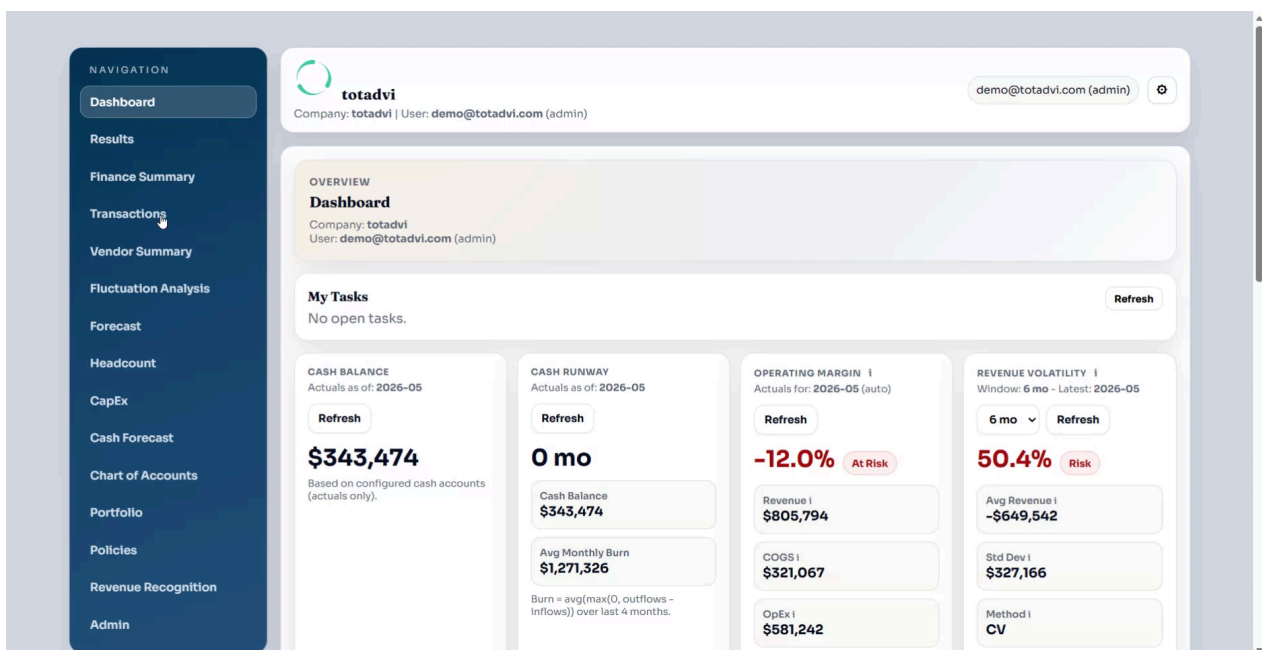 NAVIGATION
Dashboard
Results
Finance Summary
Transactions
Vendor Summary
Fluctuation Analysis
Forecast
Headcount
CapEx
Cash Forecast
Chart of Accounts
Portfolio
Policies
Revenue Recognition
Admin
totadvi
Company: totadvi | User: demo@totadvi.com (admin)
demo@totadvi.com (admin)
OVERVIEW
Dashboard
Company: totadvi
User: demo@totadvi.com (admin)
My Tasks
No open tasks.
Refresh
CASH BALANCE
Actuals as of: 2026-05
Refresh
$343,474
Based on configured cash accounts
(actuals only).
CASH RUNWAY
Actuals as of: 2026-05
Refresh
0 mo
Cash Balance
$343,474
Avg Monthly Burn
$1,271,326
Burn = avg(max(0, outflows -
inflows)) over last 4 months.
OPERATING MARGIN i
Actuals for: 2026-05 (auto)
Refresh
-12.0% At Risk
Revenue i
$805,794
COGS i
$321,067
OpEx i
$581,242
REVENUE VOLATILITY i
Window: 6 mo - Latest: 2026-05
6 mo Refresh
50.4% Risk
Avg Revenue i
-$649,542
Std Dev i
$327,166
Method i
CV